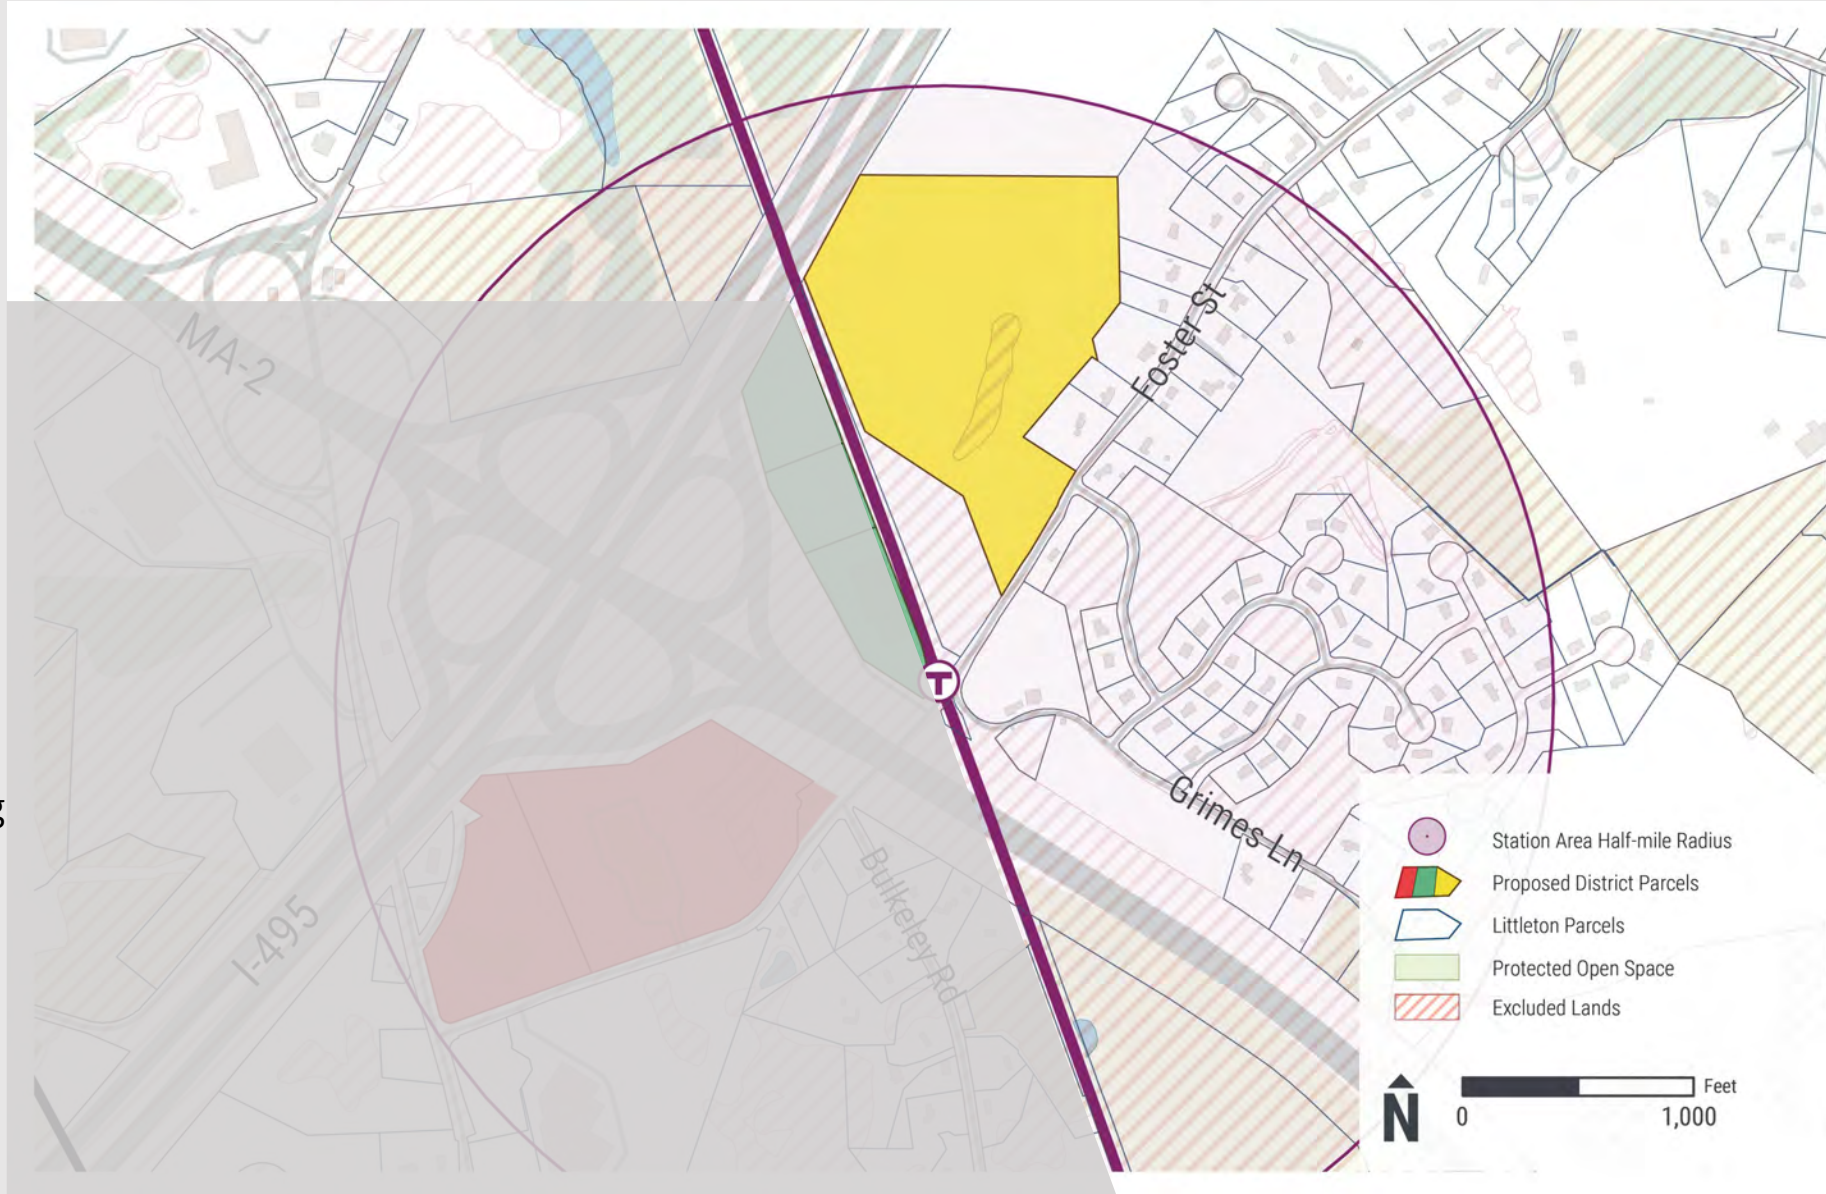 MA-2
Foster St
g
T
Grimes Ln
Bulkeley Rd
I-495
Station Area Half-mile Radius
Proposed District Parcels
Littleton Parcels
Protected Open Space
Excluded Lands
N
Feet
0 1,000